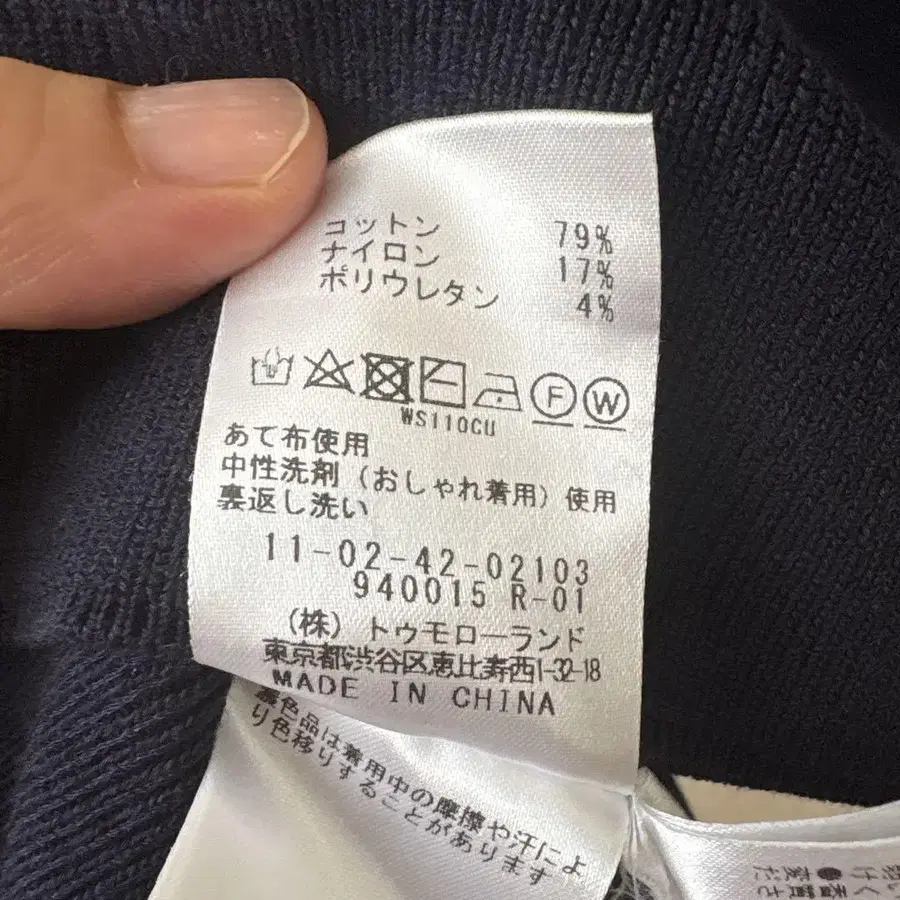 コットン 79%
ナイロン 17%
ポリウレタン 4%
F W
WS110CU
あて布使用
中性洗剤（おしゃれ着用）使用
裏返し洗い
11-02-42-02103
940015 R-01
（株）トゥモローランド
東京都渋谷区恵比寿西1-32-18
MADE IN CHINA
濃色品は着用中の摩擦や汗によ
り色移りすることがあります